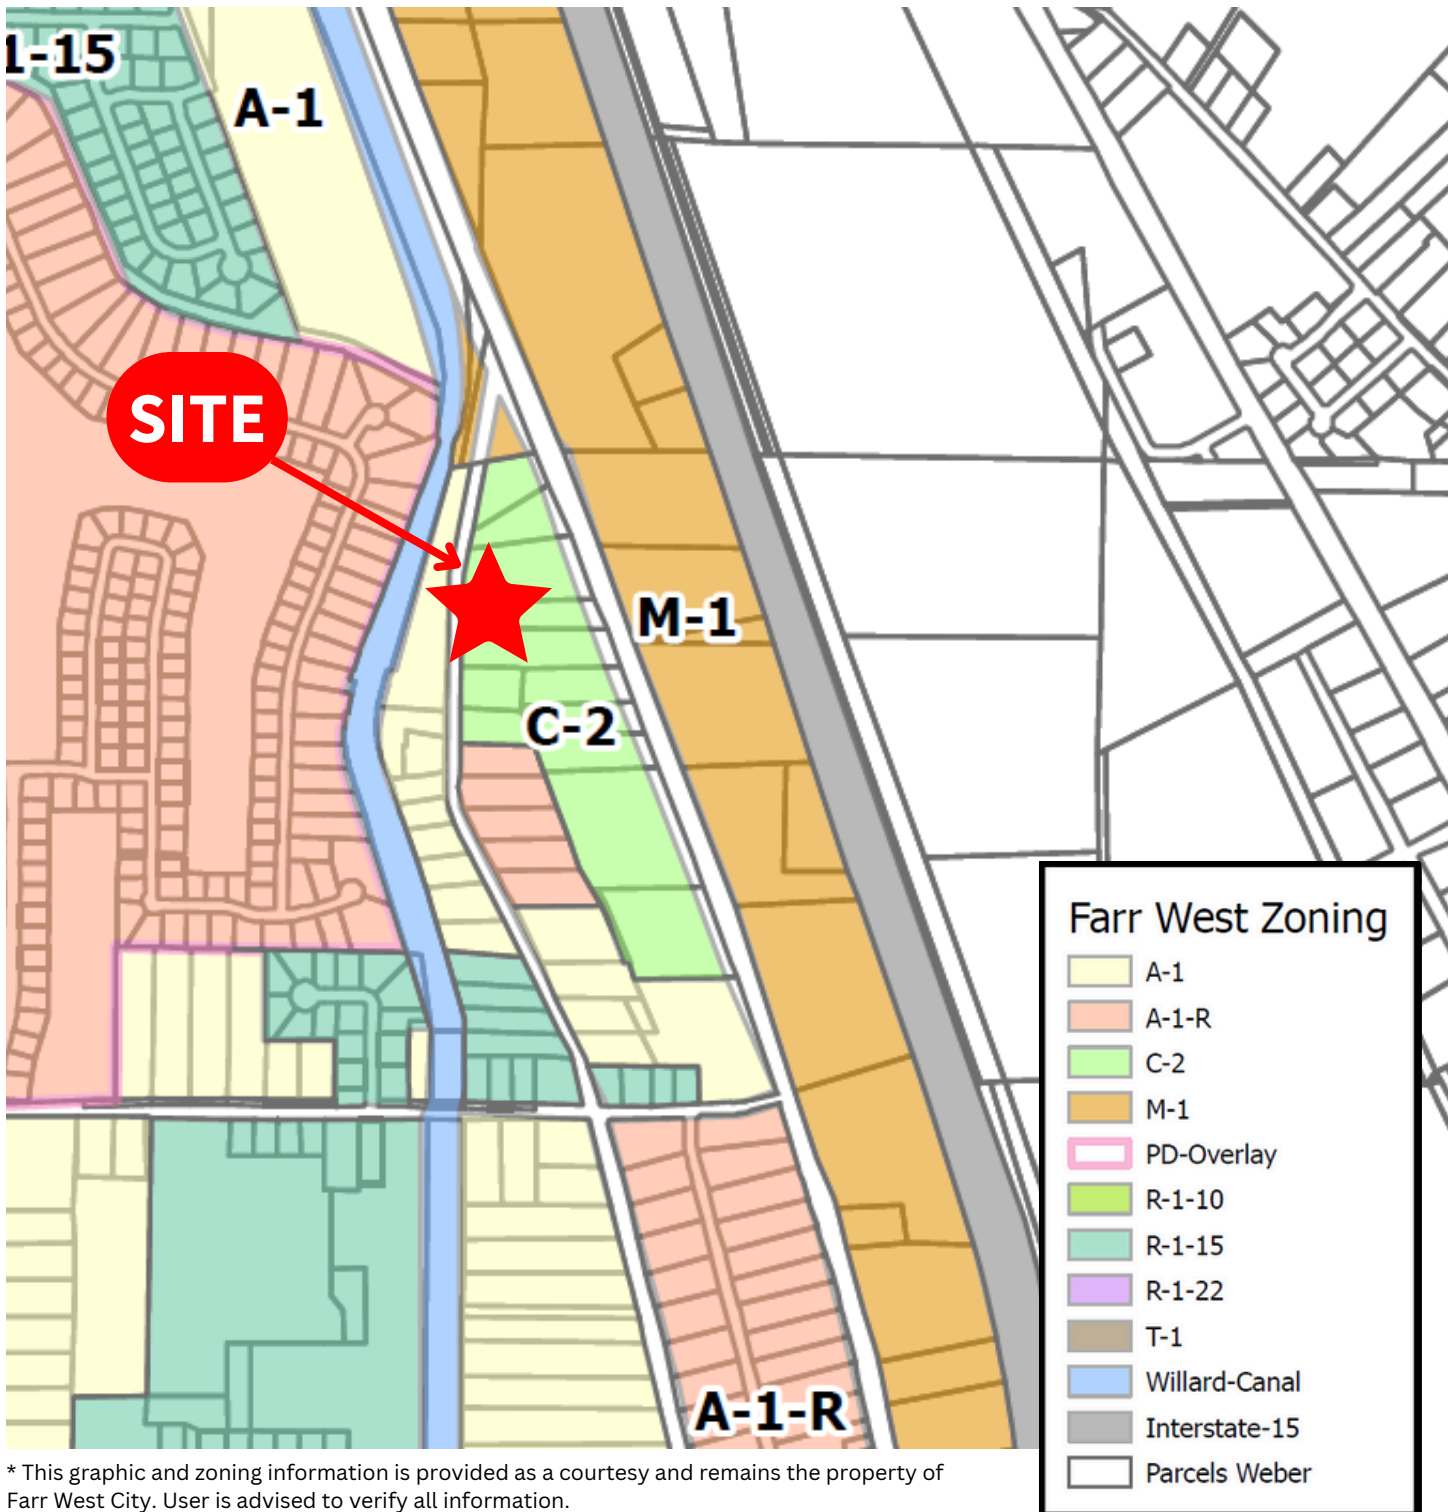 1-15
A-1
SITE
M-1
C-2
A-1-R
Farr West Zoning
A-1
A-1-R
C-2
M-1
PD-Overlay
R-1-10
R-1-15
R-1-22
T-1
Willard-Canal
Interstate-15
Parcels Weber
* This graphic and zoning information is provided as a courtesy and remains the property of
Farr West City. User is advised to verify all information.